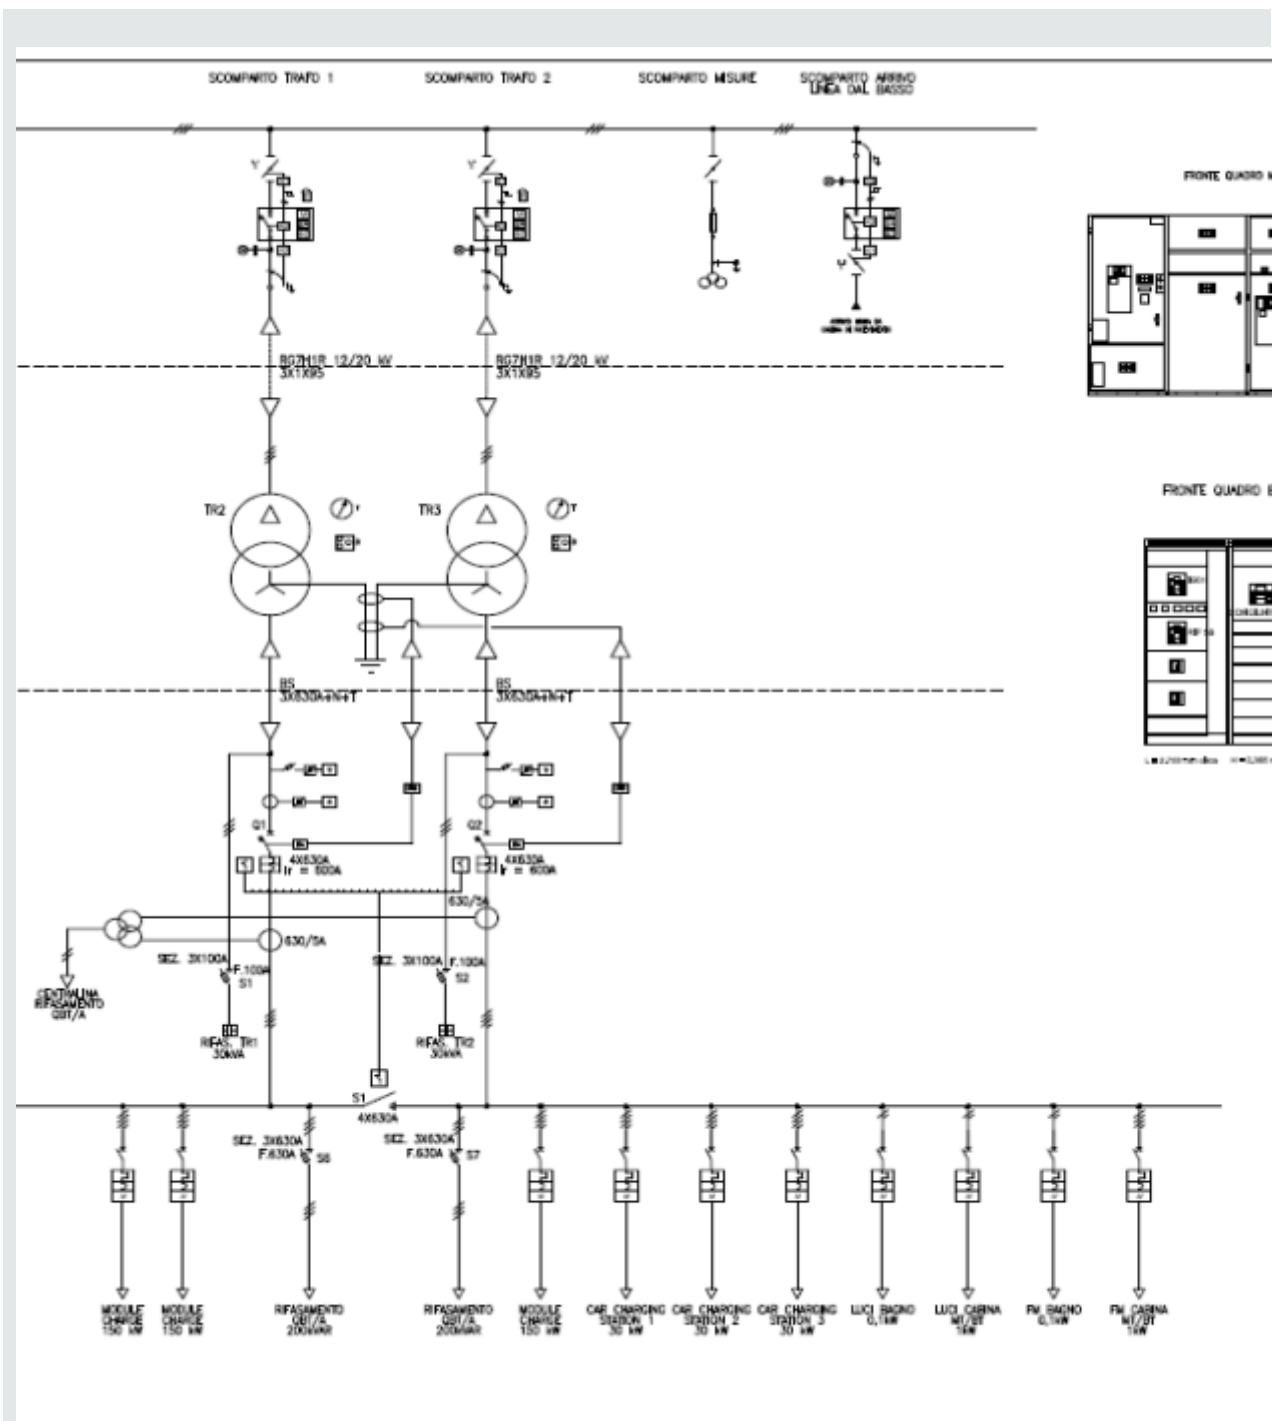 SCOMPARTO TRAFO 1
SCOMPARTO TRAFO 2
SCOMPARTO MISURE
SCOMPARTO ARRIVO
LINEA DAL BASSO
FRONTE QUADRO
RG7H1R 12/20 kV
3X1X95
RG7H1R 12/20 kV
3X1X95
TR2
TR3
T
FRONTE QUADRO
BS
3X630A+N+T
BS
3X630A+N+T
Q1
4X630A
Ir = 600A
Q2
4X630A
Ir = 600A
630/5A
630/5A
SEZ. 3X100A
F.100A
S1
SEZ. 3X100A
F.100A
S2
CENTRALINA
RIFASAMENTO
QBT/A
RIFAS. TR1
30kVA
RIFAS. TR2
30kVA
S1
4X630A
SEZ. 3X630A
F.630A
S6
SEZ. 3X630A
F.630A
S7
MODULE
CHARGE
150 kW
MODULE
CHARGE
150 kW
RIFASAMENTO
QBT/A
200kVAR
RIFASAMENTO
QBT/A
200kVAR
MODULE
CHARGE
150 kW
CAR CHARGING
STATION 1
30 kW
CAR CHARGING
STATION 2
30 kW
CAR CHARGING
STATION 3
30 kW
LUCI BAGNO
0,1kW
LUCI CABINA
MT/BT
1kW
FM BAGNO
0,1kW
FM CABINA
MT/BT
1kW